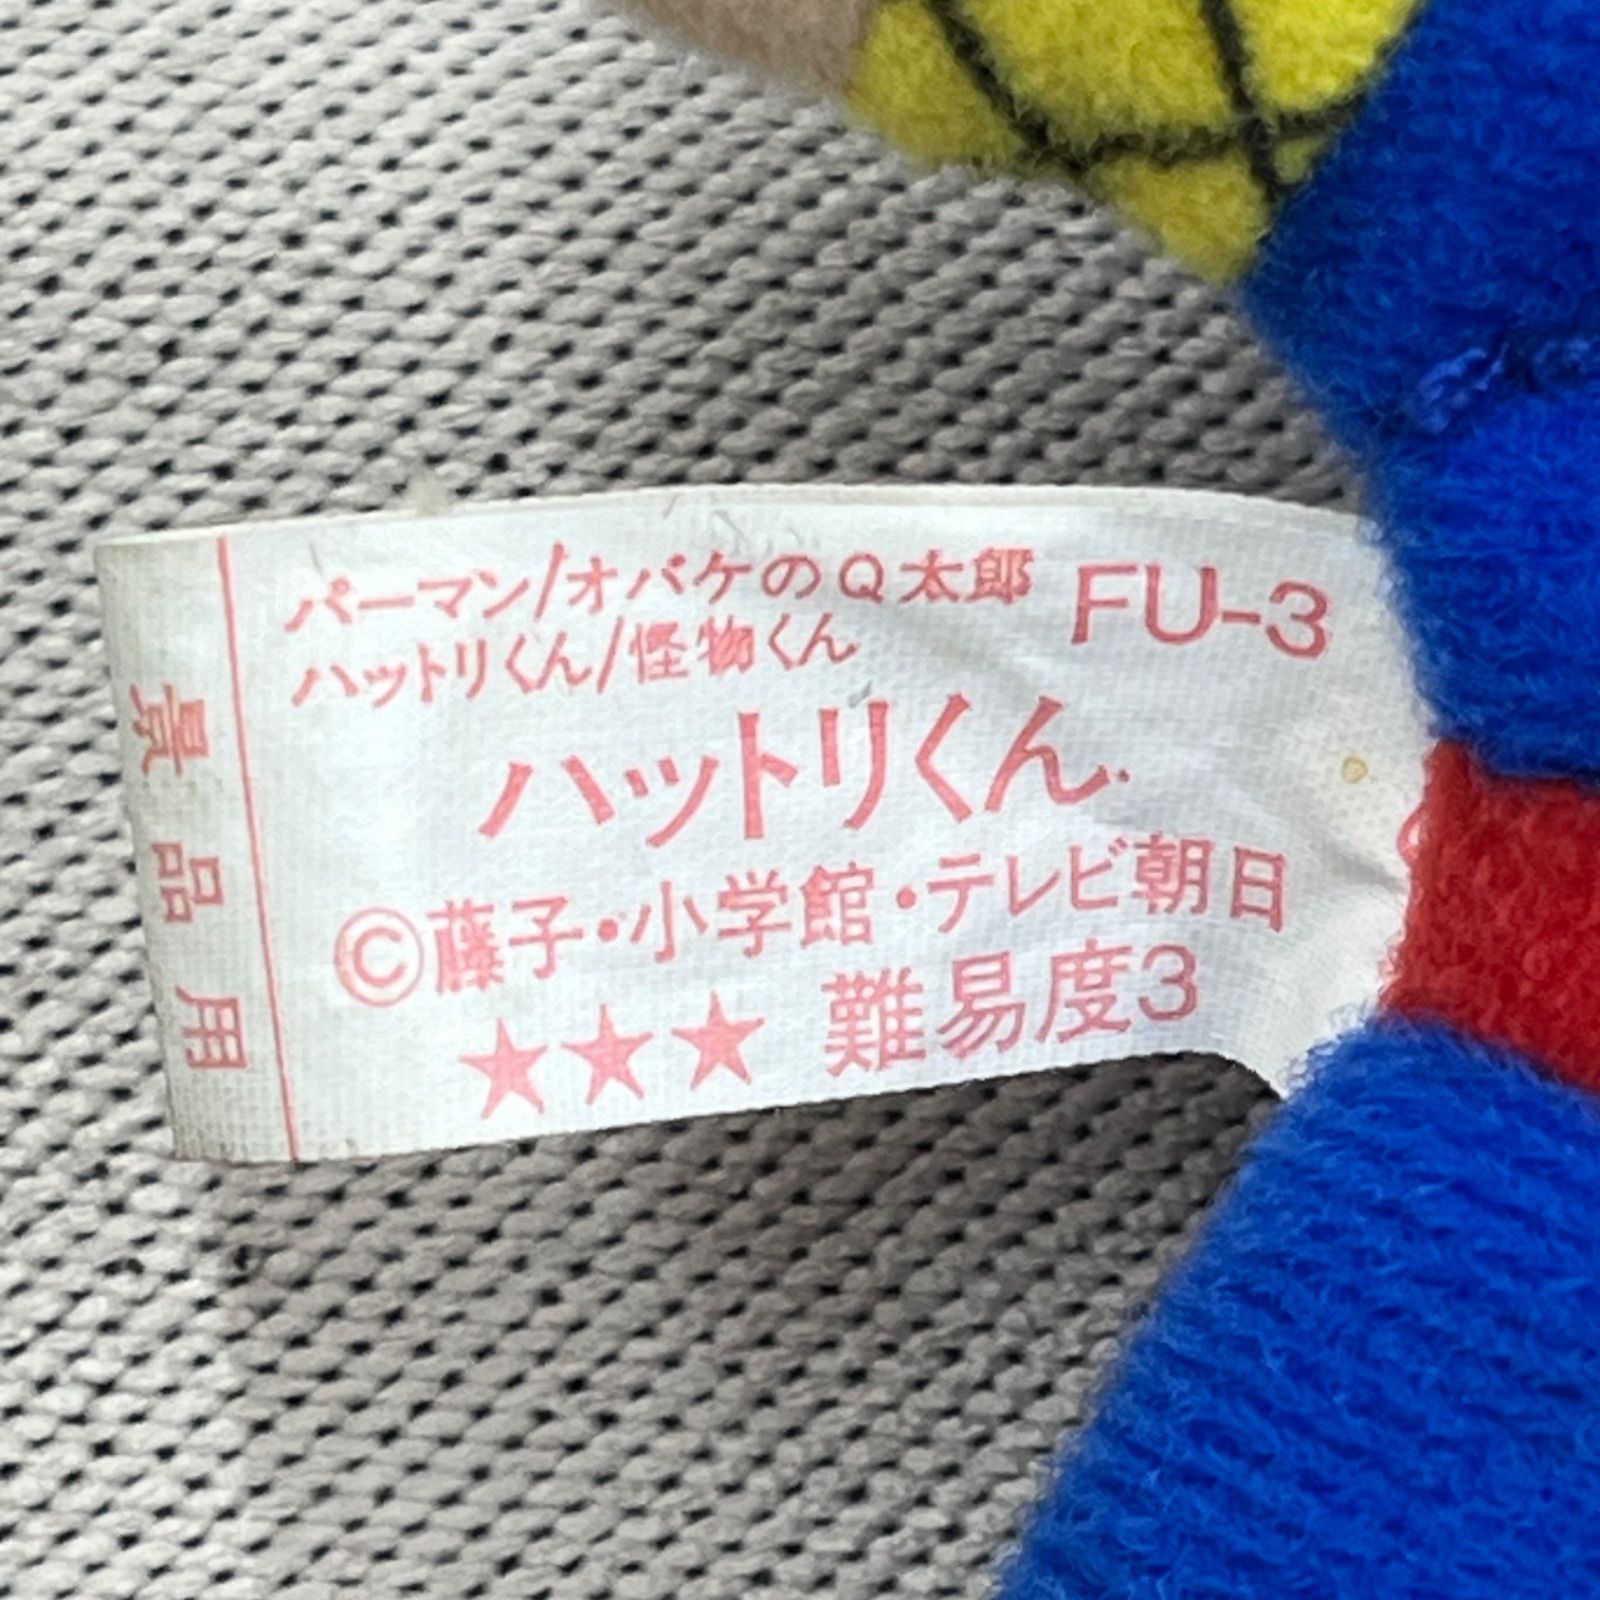 パーマン/オバケのQ太郎 FU-3
ハットリくん/怪物くん
ハットリくん
©藤子・小学館・テレビ朝日
★★★ 難易度3
景品用